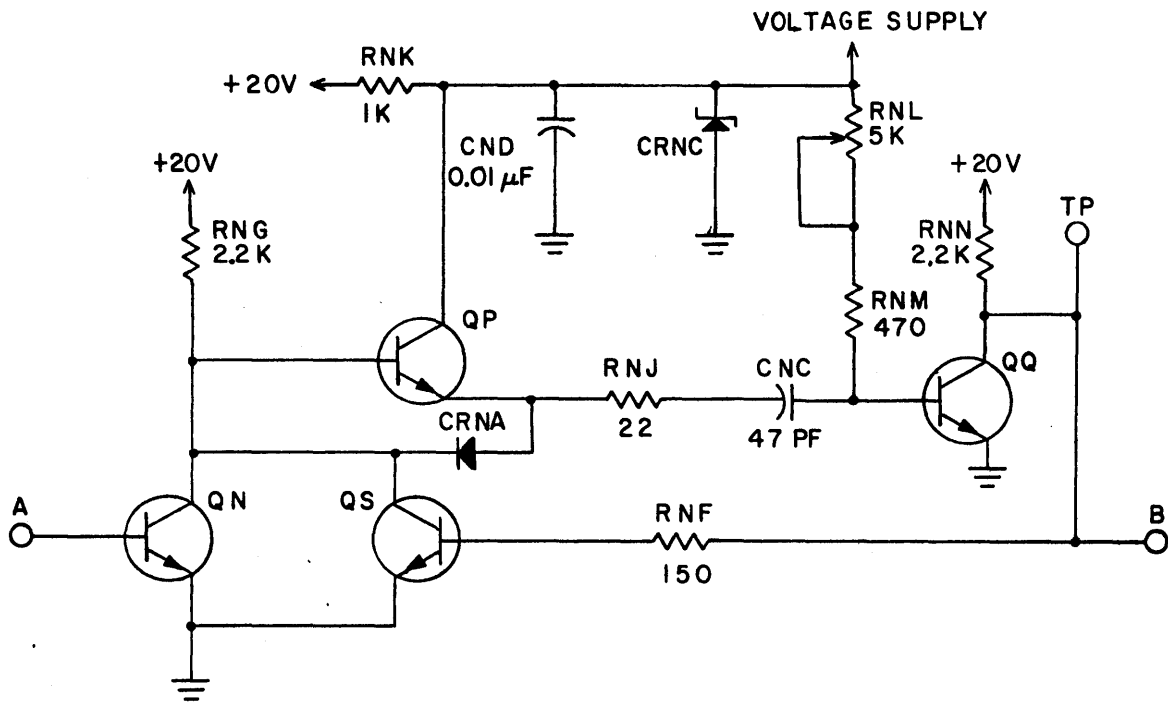 VOLTAGE SUPPLY
RNK
+20V
1K
RNL
5K
CND
0.01 µF
CRNC
+20V
+20V
TP
RNG
2.2K
RNN
2.2K
QP
RNM
470
QQ
RNJ
CNC
22
47 PF
CRNA
A
QN
QS
RNF
B
150